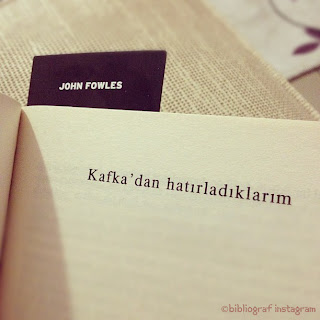 JOHN FOWLES
Kafka'dan hatırladıklarım
©bibliograf instagram